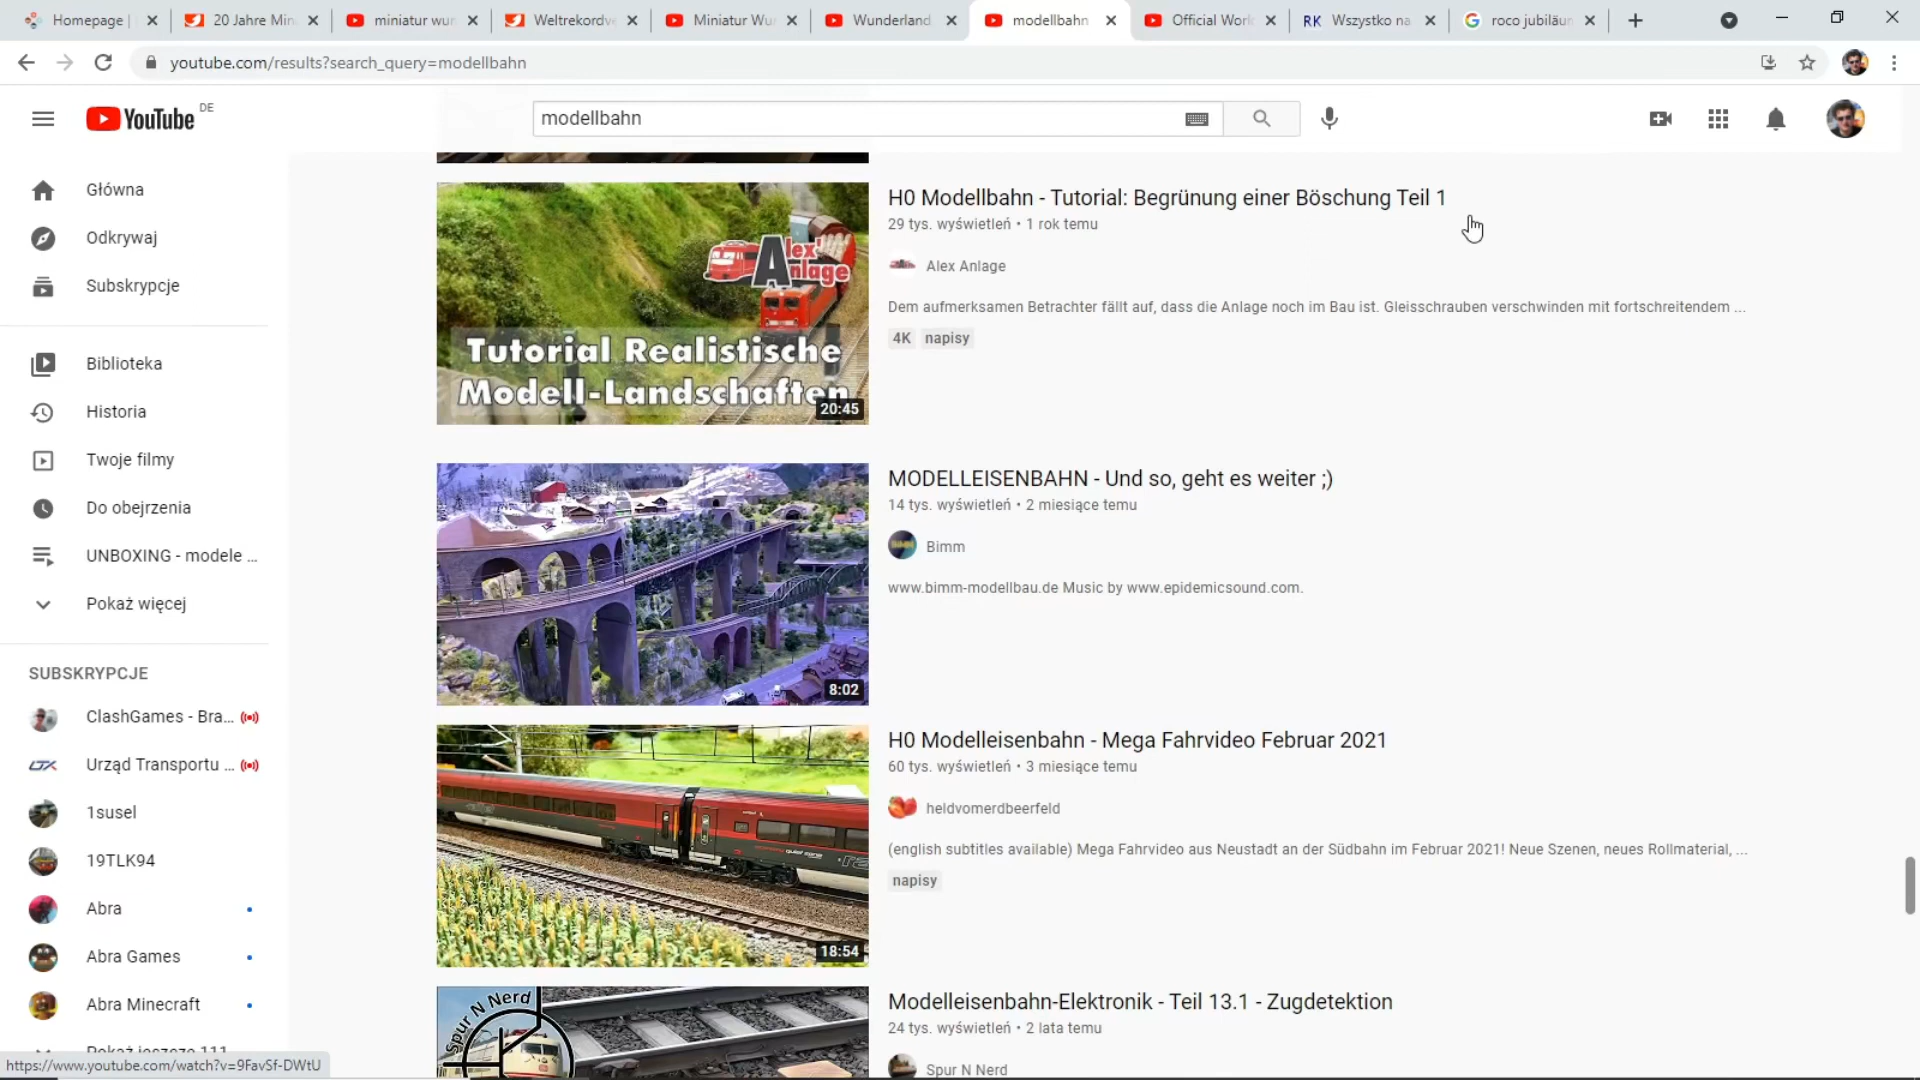 Homepage |
20 Jahre Min
miniatur wun
Weltrekordve
Miniatur Wu
Wunderland
modellbahn
Official Worl
RK Wszystko na
roco jubiläum
youtube.com/results?search_query=modellbahn
YouTube DE
modellbahn
Główna
Odkrywaj
Subskrypcje
Biblioteka
Historia
Twoje filmy
Do obejrzenia
UNBOXING - modele ...
Pokaż więcej
SUBSKRYPCJE
ClashGames - Bra...
LTX Urząd Transportu ...
1susel
19TLK94
Abra
Abra Games
Abra Minecraft
Pokaż jeszcze 111
https://www.youtube.com/watch?v=9FavSf-DWtU
Alex' Anlage
Tutorial Realistische
Modell-Landschaften
20:45
H0 Modellbahn - Tutorial: Begrünung einer Böschung Teil 1
29 tys. wyświetleń • 1 rok temu
Alex Anlage
Dem aufmerksamen Betrachter fällt auf, dass die Anlage noch im Bau ist. Gleisschrauben verschwinden mit fortschreitendem ...
4K napisy
8:02
MODELLEISENBAHN - Und so, geht es weiter ;)
14 tys. wyświetleń • 2 miesiące temu
Bimm
www.bimm-modellbau.de Music by www.epidemicsound.com.
18:54
H0 Modelleisenbahn - Mega Fahrvideo Februar 2021
60 tys. wyświetleń • 3 miesiące temu
heldvomerdbeerfeld
(english subtitles available) Mega Fahrvideo aus Neustadt an der Südbahn im Februar 2021! Neue Szenen, neues Rollmaterial, ...
napisy
Spur N Nerd
Modelleisenbahn-Elektronik - Teil 13.1 - Zugdetektion
24 tys. wyświetleń • 2 lata temu
Spur N Nerd